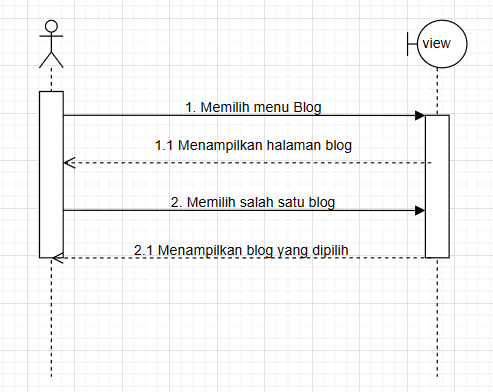 view
1. Memilih menu Blog
1.1 Menampilkan halaman blog
2. Memilih salah satu blog
2.1 Menampilkan blog yang dipilih